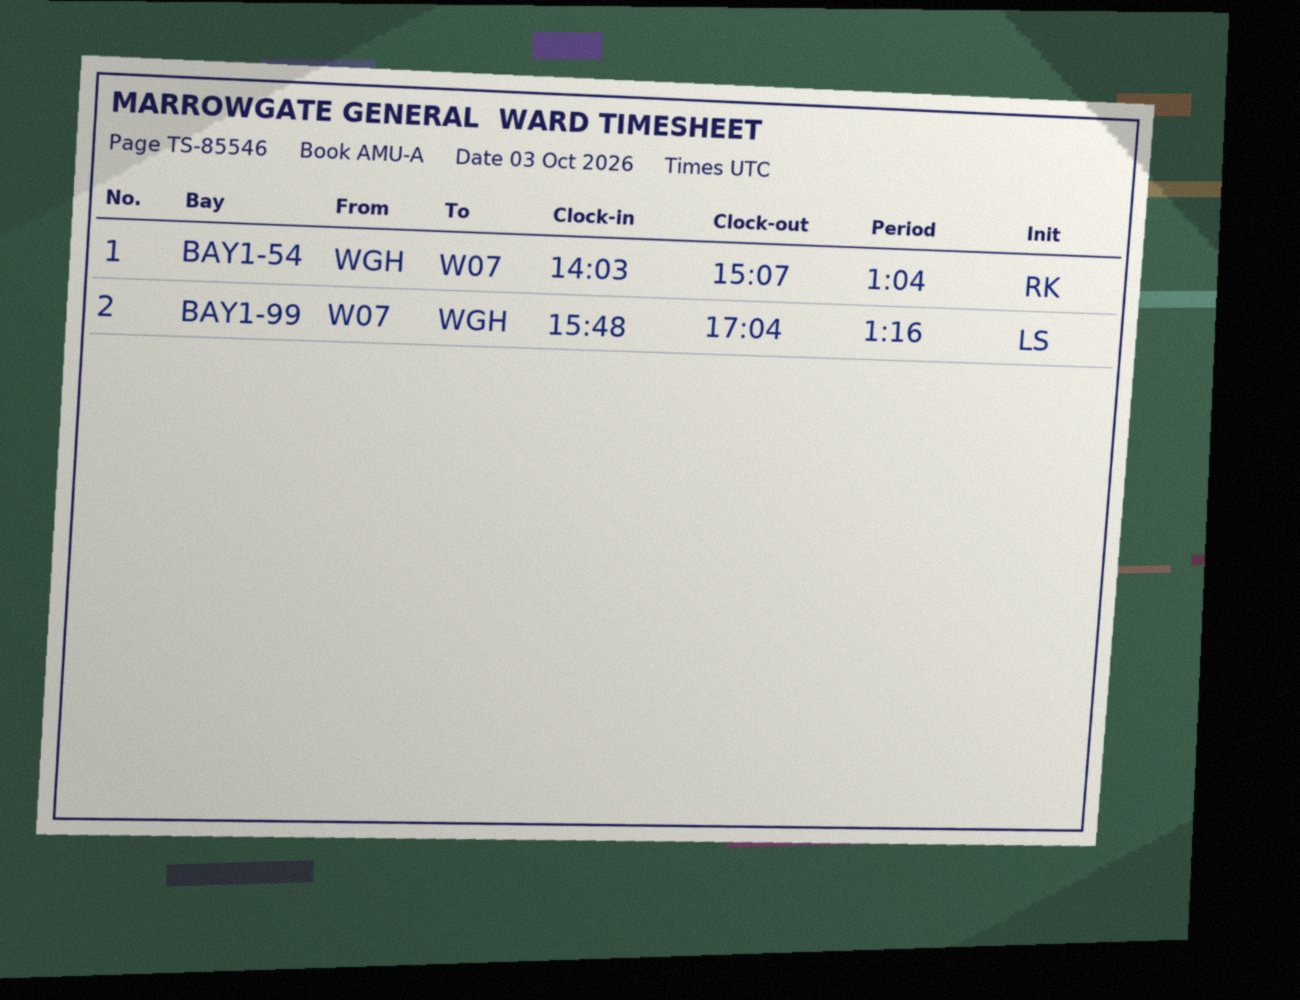 MARROWGATE GENERAL WARD TIMESHEET
Page TS-85546 Book AMU-A Date 03 Oct 2026 Times UTC
No. Bay From To Clock-in Clock-out Period Init
1 BAY1-54 WGH W07 14:03 15:07 1:04 RK
2 BAY1-99 W07 WGH 15:48 17:04 1:16 LS